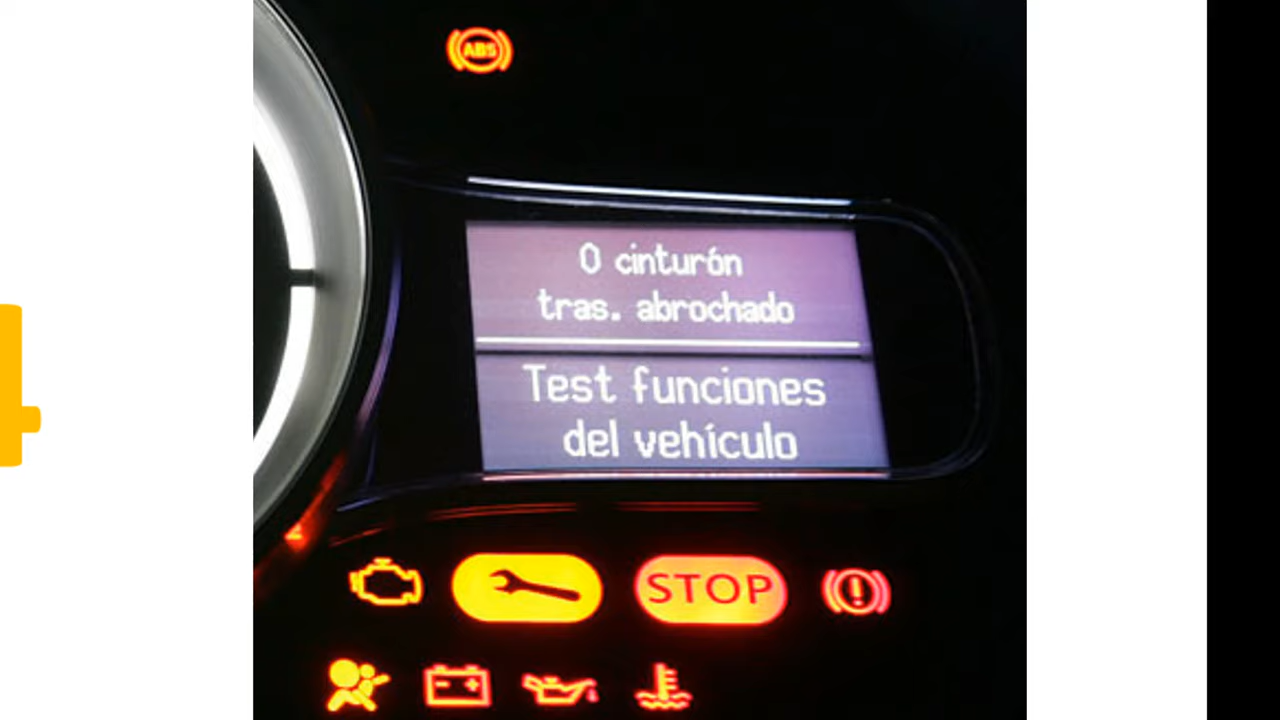 ABS
0 cinturón
tras. abrochado
Test funciones
del vehículo
STOP